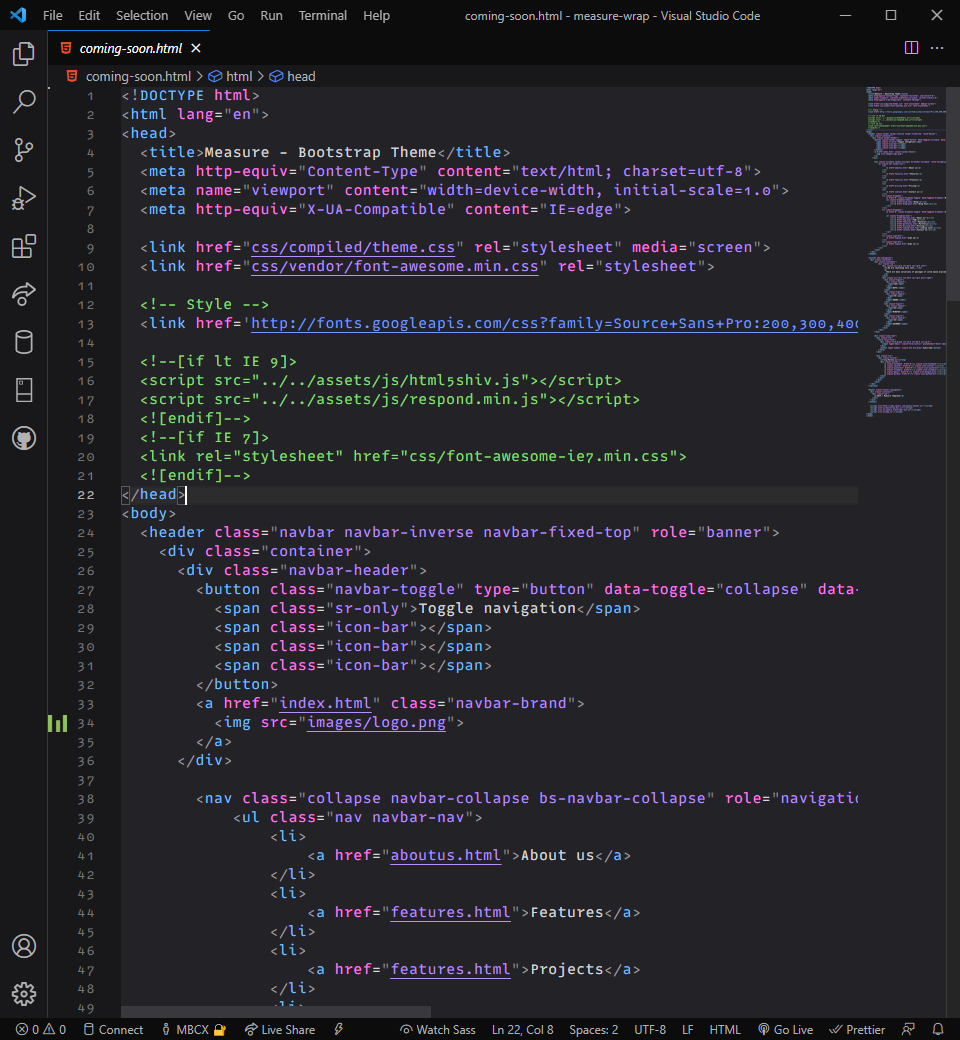 File Edit Selection View Go Run Terminal Help coming-soon.html - measure-wrap - Visual Studio Code
coming-soon.html
coming-soon.html > html > head
1 <!DOCTYPE html>
2 <html lang="en">
3 <head>
4 <title>Measure - Bootstrap Theme</title>
5 <meta http-equiv="Content-Type" content="text/html; charset=utf-8">
6 <meta name="viewport" content="width=device-width, initial-scale=1.0">
7 <meta http-equiv="X-UA-Compatible" content="IE=edge">
8
9 <link href="css/compiled/theme.css" rel="stylesheet" media="screen">
10 <link href="css/vendor/font-awesome.min.css" rel="stylesheet">
11
12 <!-- Style -->
13 <link href='http://fonts.googleapis.com/css?family=Source+Sans+Pro:200,300,400
14
15 <!--[if lt IE 9]>
16 <script src="../../assets/js/html5shiv.js"></script>
17 <script src="../../assets/js/respond.min.js"></script>
18 <![endif]-->
19 <!--[if IE 7]>
20 <link rel="stylesheet" href="css/font-awesome-ie7.min.css">
21 <![endif]-->
22 </head>
23 <body>
24 <header class="navbar navbar-inverse navbar-fixed-top" role="banner">
25 <div class="container">
26 <div class="navbar-header">
27 <button class="navbar-toggle" type="button" data-toggle="collapse" data-
28 <span class="sr-only">Toggle navigation</span>
29 <span class="icon-bar"></span>
30 <span class="icon-bar"></span>
31 <span class="icon-bar"></span>
32 </button>
33 <a href="index.html" class="navbar-brand">
34 <img src="images/logo.png">
35 </a>
36 </div>
37
38 <nav class="collapse navbar-collapse bs-navbar-collapse" role="navigatio
39 <ul class="nav navbar-nav">
40 <li>
41 <a href="aboutus.html">About us</a>
42 </li>
43 <li>
44 <a href="features.html">Features</a>
45 </li>
46 <li>
47 <a href="features.html">Projects</a>
48 </li>
49 <li>
0 0 Connect MBCX Live Share Watch Sass Ln 22, Col 8 Spaces: 2 UTF-8 LF HTML Go Live Prettier